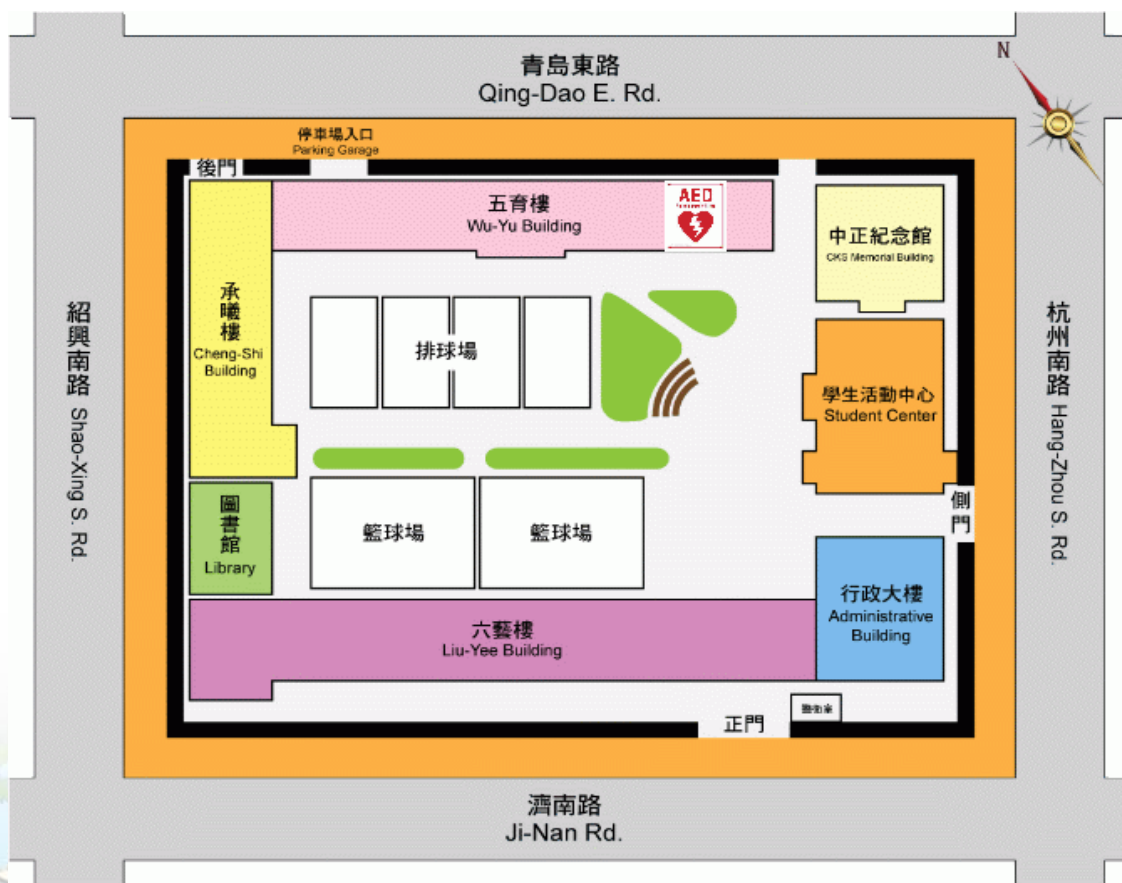 N
青島東路
Qing-Dao E. Rd.
停車場入口
Parking Garage
後門
五育樓
Wu-Yu Building
AED
中正紀念館
CKS Memorial Building
承曦樓
Cheng-Shi
Building
排球場
學生活動中心
Student Center
紹興南路 Shao-Xing S. Rd.
杭州南路 Hang-Zhou S. Rd.
圖書館
Library
籃球場
籃球場
側門
行政大樓
Administrative
Building
六藝樓
Liu-Yee Building
警衛室
正門
濟南路
Ji-Nan Rd.